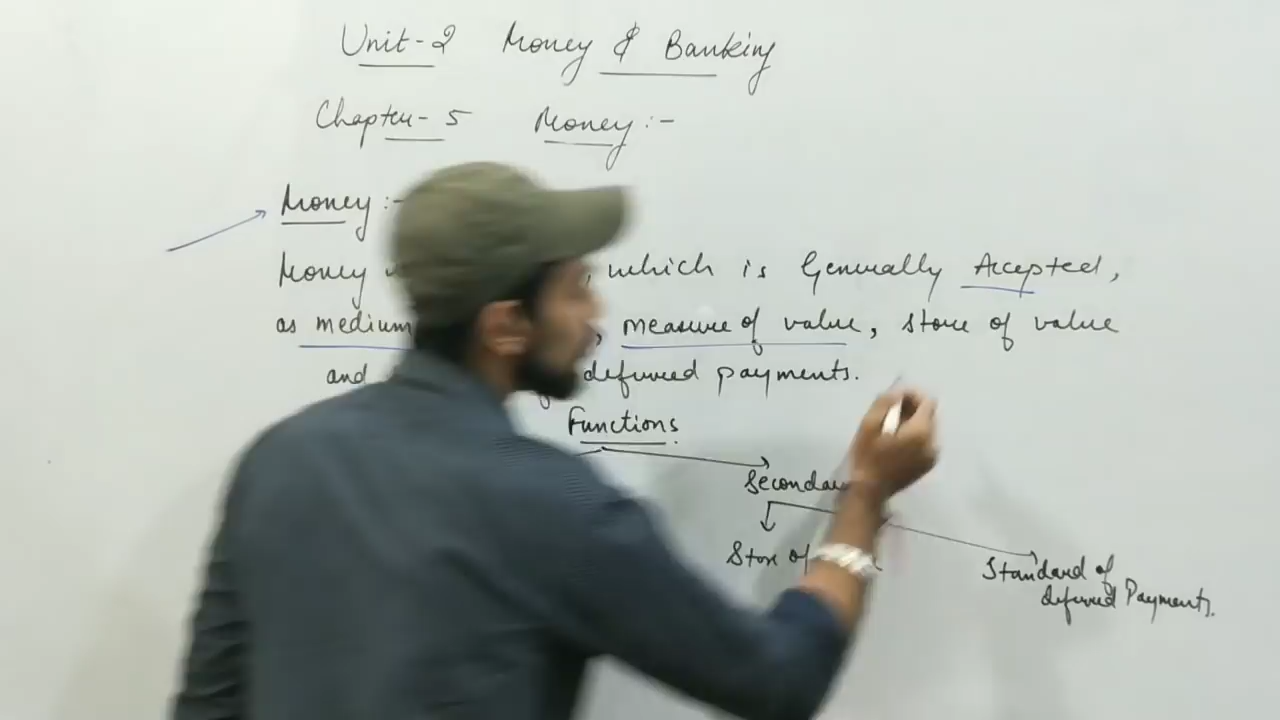 Unit-2 Money & Banking
Chapter-5 Money:-
Money :-
Money , which is Generally Accepted,
as medium , measure of value, store of value
and deferred payments.
Functions.
Secondary
Store of
Standard of
deferred Payments.